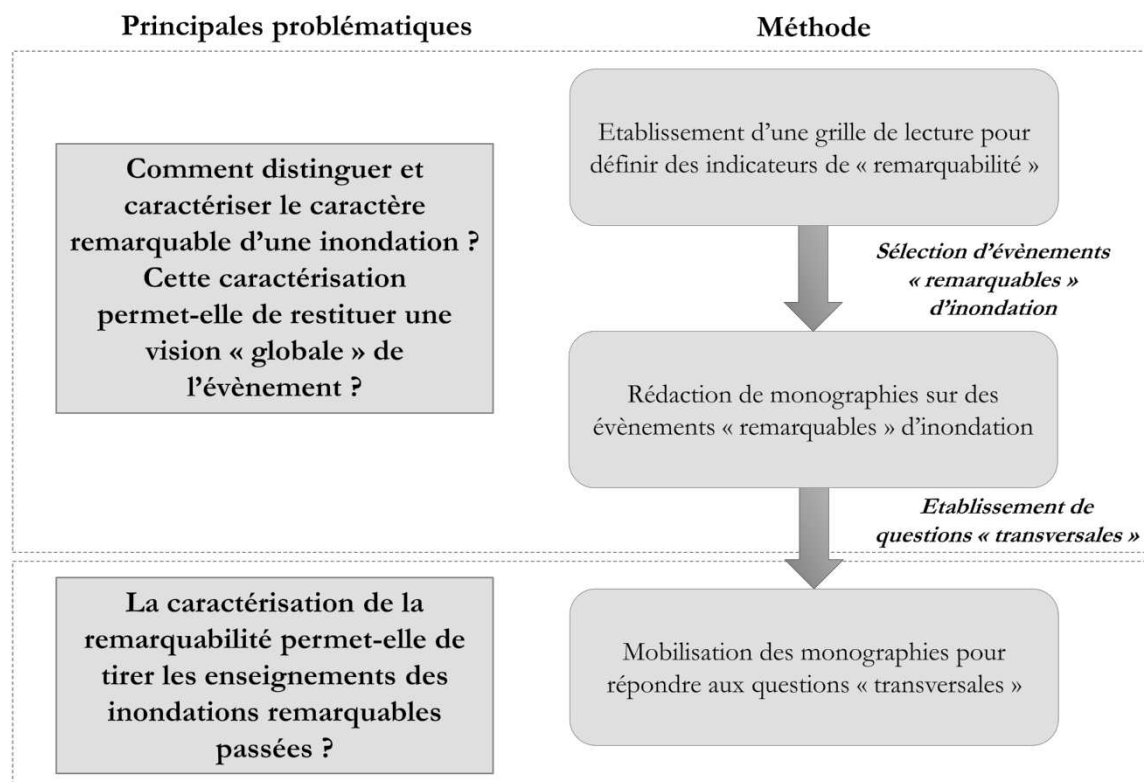 Principales problématiques
Méthode
Comment distinguer et
caractériser le caractère
remarquable d'une inondation ?
Cette caractérisation
permet-elle de restituer une
vision « globale » de
l'évènement ?
Etablissement d'une grille de lecture pour
définir des indicateurs de « remarquabilité »
Sélection d'évènements
« remarquables »
d'inondation
Rédaction de monographies sur des
évènements « remarquables » d'inondation
Etablissement de
questions « transversales »
La caractérisation de la
remarquabilité permet-elle de
tirer les enseignements des
inondations remarquables
passées ?
Mobilisation des monographies pour
répondre aux questions « transversales »